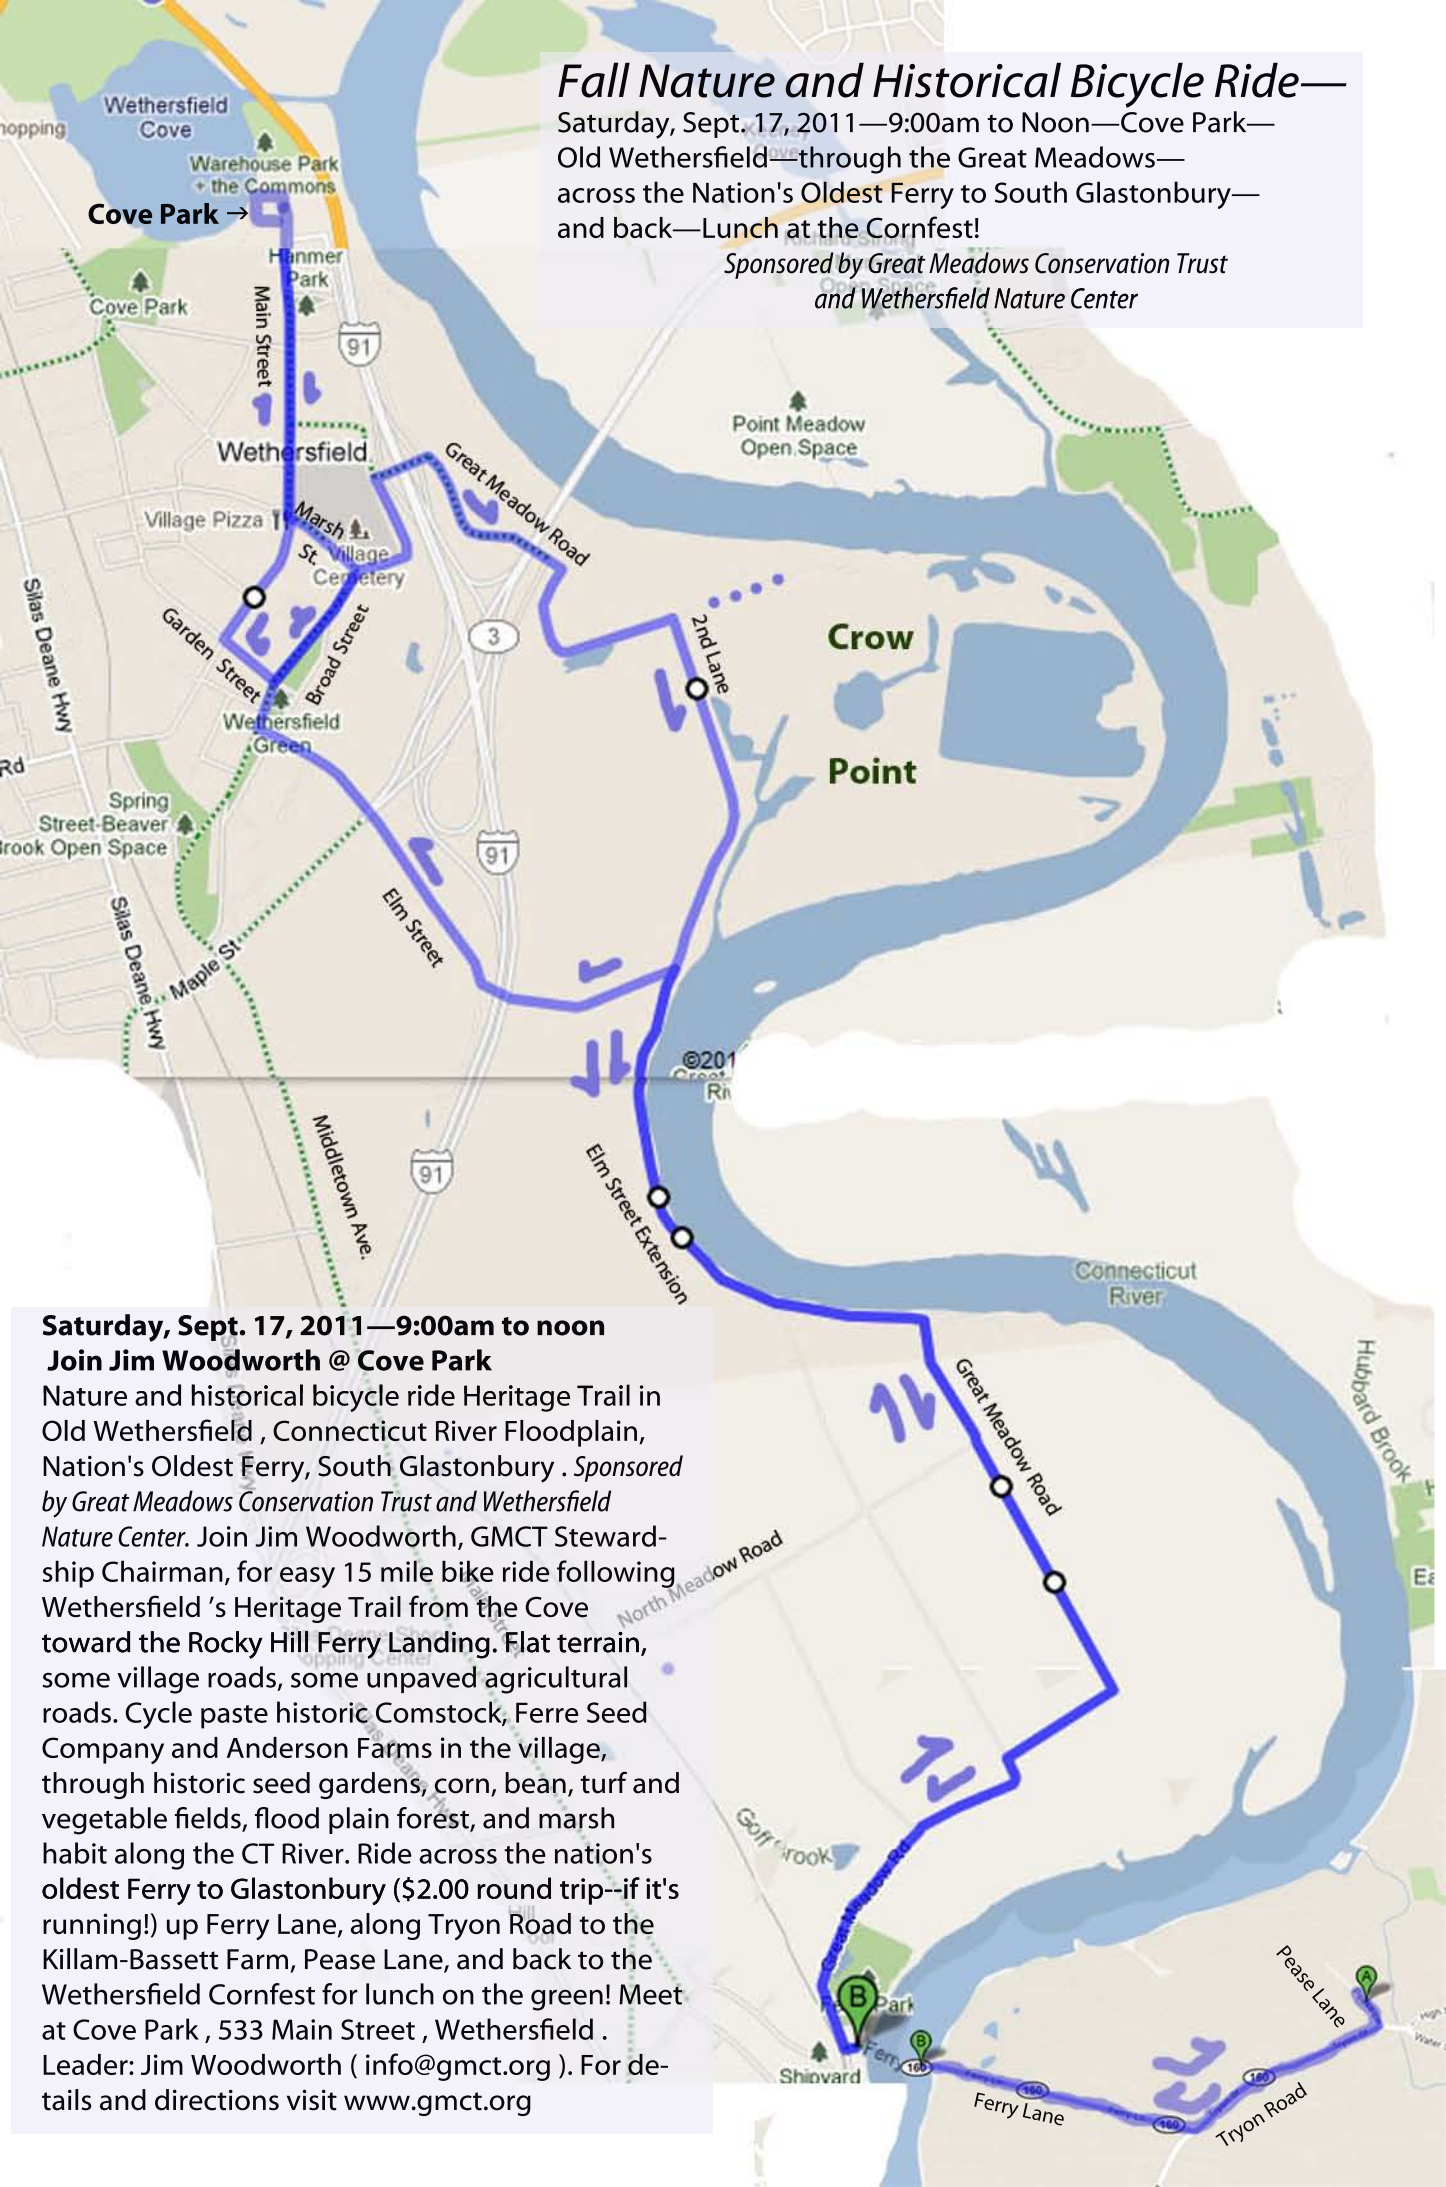 Fall Nature and Historical Bicycle Ride—
Saturday, Sept. 17, 2011—9:00am to Noon—Cove Park—
Old Wethersfield—through the Great Meadows—
across the Nation's Oldest Ferry to South Glastonbury—
and back—Lunch at the Cornfest!
Sponsored by Great Meadows Conservation Trust
and Wethersfield Nature Center
Wethersfield
Cove
hopping
Warehouse Park
+ the Commons
Cove Park →
Hanmer
Park
Cove Park
Main Street
91
Point Meadow
Open Space
Wethersfield
Great Meadow Road
Village Pizza
Marsh
St.
Village
Cemetery
Silas Deane Hwy
Garden Street
Broad Street
3
2nd Lane
Crow
Point
Wethersfield
Green
Rd
Spring
Street-Beaver
Brook Open Space
91
Elm Street
Silas Deane Hwy
Maple St
©201
Great
Riv
Middletown Ave.
91
Elm Street Extension
Connecticut
River
Hubbard Brook
Great Meadow Road
North Meadow Road
Ea
Saturday, Sept. 17, 2011—9:00am to noon
Join Jim Woodworth @ Cove Park
Nature and historical bicycle ride Heritage Trail in
Old Wethersfield , Connecticut River Floodplain,
Nation's Oldest Ferry, South Glastonbury . Sponsored
by Great Meadows Conservation Trust and Wethersfield
Nature Center. Join Jim Woodworth, GMCT Steward-
ship Chairman, for easy 15 mile bike ride following
Wethersfield ’s Heritage Trail from the Cove
toward the Rocky Hill Ferry Landing. Flat terrain,
some village roads, some unpaved agricultural
roads. Cycle paste historic Comstock, Ferre Seed
Company and Anderson Farms in the village,
through historic seed gardens, corn, bean, turf and
vegetable fields, flood plain forest, and marsh
habit along the CT River. Ride across the nation's
oldest Ferry to Glastonbury ($2.00 round trip--if it's
running!) up Ferry Lane, along Tryon Road to the
Killam-Bassett Farm, Pease Lane, and back to the
Wethersfield Cornfest for lunch on the green! Meet
at Cove Park , 533 Main Street , Wethersfield .
Leader: Jim Woodworth ( info@gmct.org ). For de-
tails and directions visit www.gmct.org
Goff Brook
Great Meadow Rd
B
Park
Ferry
Shipyard
B
160
Ferry Lane
160
160
160
Tryon Road
Pease Lane
A